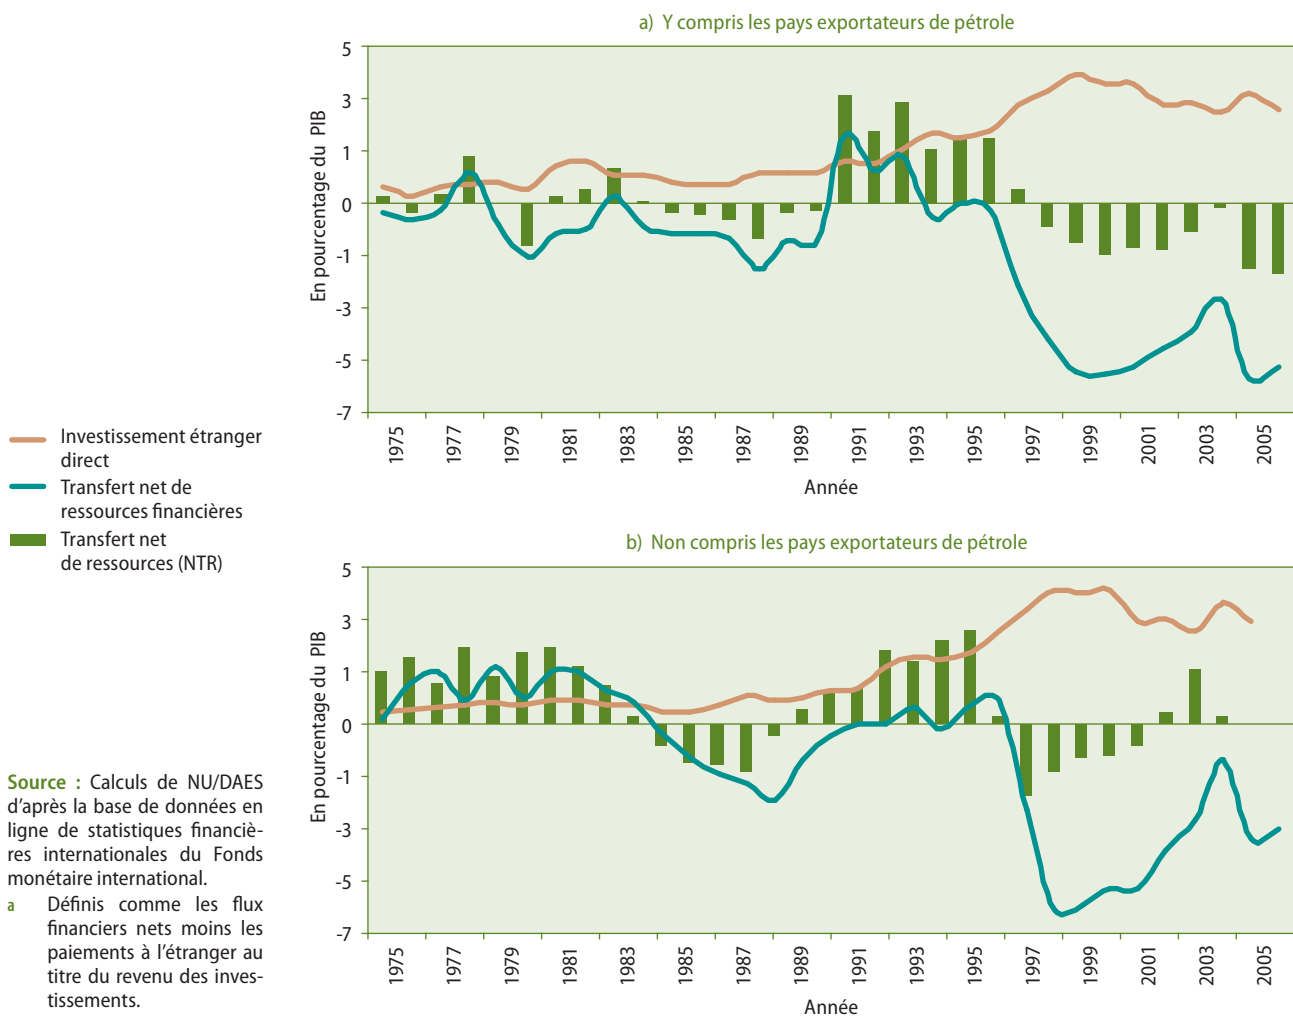 a) Y compris les pays exportateurs de pétrole
En pourcentage du PIB
5
3
1
0
-1
-3
-5
-7
1975
1977
1979
1981
1983
1985
1987
1989
1991
1993
1995
1997
1999
2001
2003
2005
Année
Investissement étranger
direct
Transfert net de
ressources financières
Transfert net
de ressources (NTR)
b) Non compris les pays exportateurs de pétrole
En pourcentage du PIB
5
3
1
0
-1
-3
-5
-7
1975
1977
1979
1981
1983
1985
1987
1989
1991
1993
1995
1997
1999
2001
2003
2005
Année
Source : Calculs de NU/DAES
d’après la base de données en
ligne de statistiques financiè-
res internationales du Fonds
monétaire international.
a Définis comme les flux
financiers nets moins les
paiements à l’étranger au
titre du revenu des inves-
tissements.